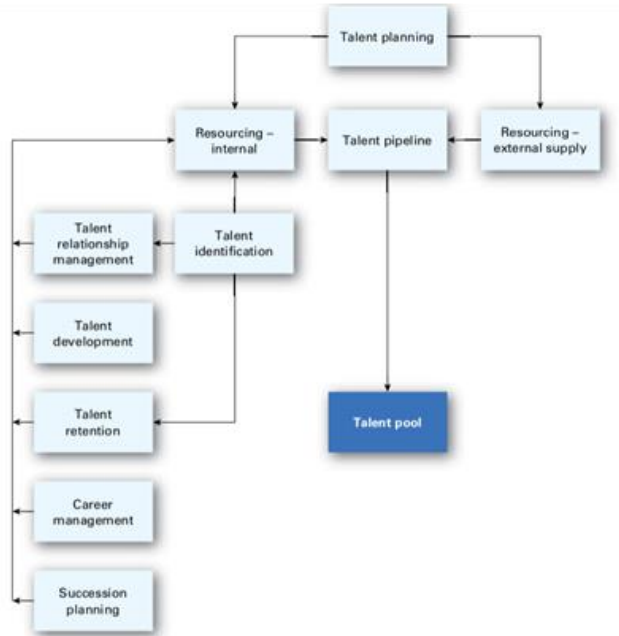 Talent planning
Resourcing –
internal
Talent pipeline
Resourcing –
external supply
Talent
relationship
management
Talent
identification
Talent
development
Talent
retention
Talent pool
Career
management
Succession
planning